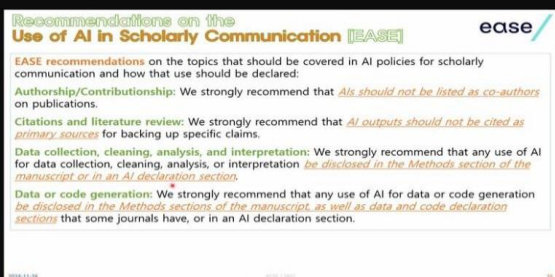 Recommendations on the
Use of AI in Scholarly Communication [EASE]
ease
EASE recommendations on the topics that should be covered in AI policies for scholarly
communication and how that use should be declared:
Authorship/Contributorship: We strongly recommend that AIs should not be listed as co-authors
on publications.
Citations and literature review: We strongly recommend that AI outputs should not be cited as
primary sources for backing up specific claims.
Data collection, cleaning, analysis, and interpretation: We strongly recommend that any use of AI
for data collection, cleaning, analysis, or interpretation be disclosed in the Methods section of the
manuscript or in an AI declaration section.
Data or code generation: We strongly recommend that any use of AI for data or code generation
be disclosed in the Methods sections of the manuscript, as well as data and code declaration
sections that some journals have, or in an AI declaration section.